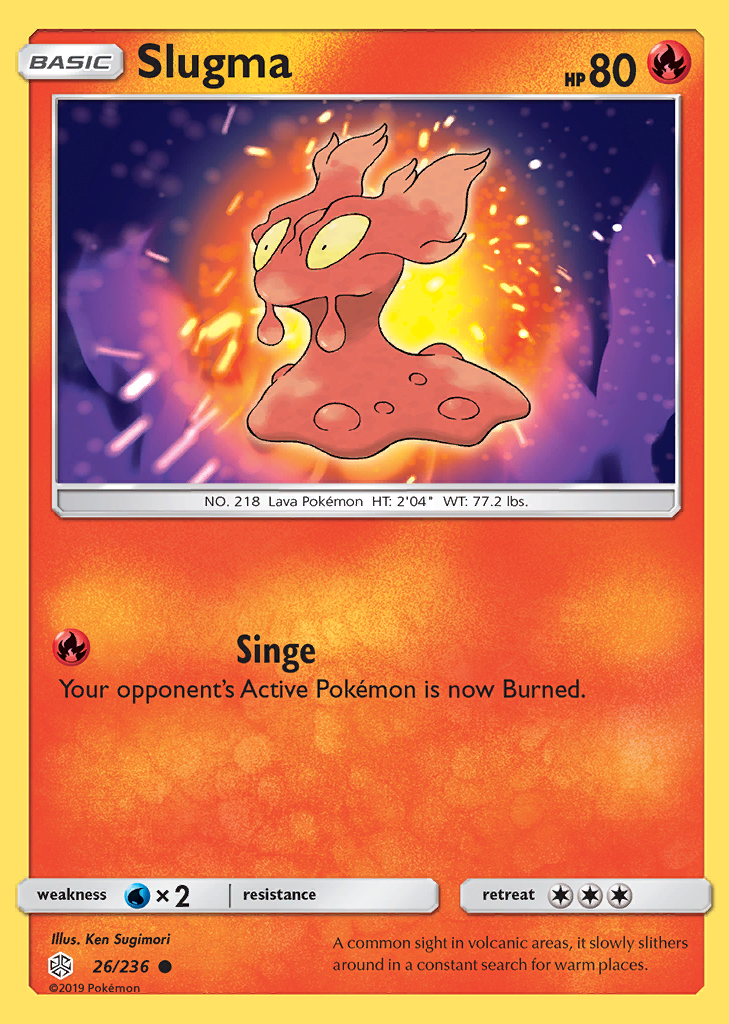 BASIC Slugma HP 80
NO. 218 Lava Pokémon HT: 2'04" WT: 77.2 lbs.
Singe
Your opponent's Active Pokémon is now Burned.
weakness × 2 resistance retreat
Illus. Ken Sugimori
26/236
©2019 Pokémon
A common sight in volcanic areas, it slowly slithers
around in a constant search for warm places.